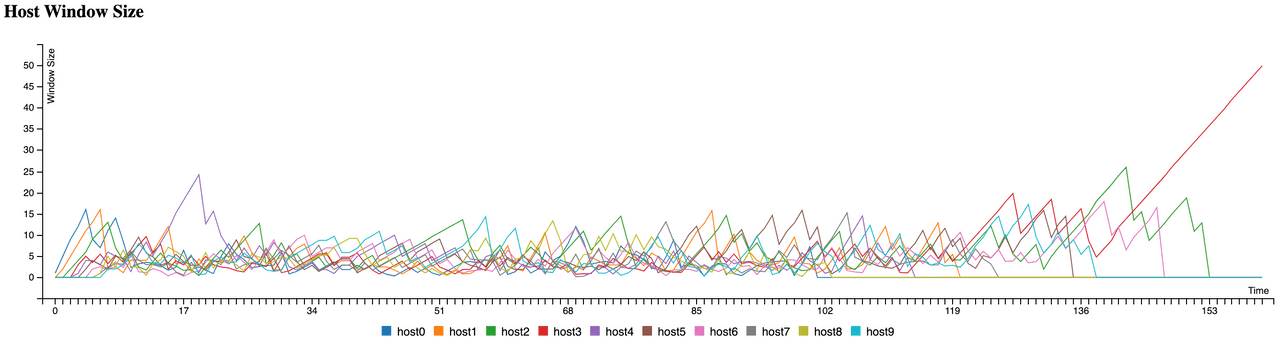 Host Window Size
Window Size
50
45
40
35
30
25
20
15
10
5
0
Time
0 17 34 51 68 85 102 119 136 153
host0 host1 host2 host3 host4 host5 host6 host7 host8 host9